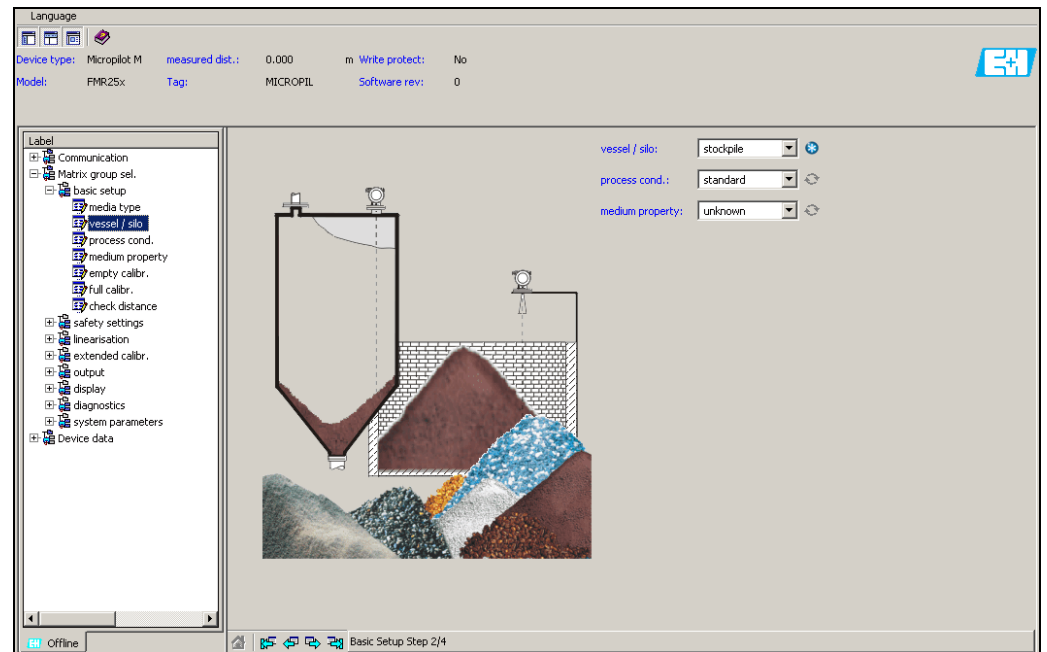 Language
Device type: Micropilot M measured dist.: 0.000 m Write protect: No
Model: FMR25x Tag: MICROPIL Software rev: 0
E+H
Label
Communication
Matrix group sel.
basic setup
media type
vessel / silo
process cond.
medium property
empty calibr.
full calibr.
check distance
safety settings
linearisation
extended calibr.
output
display
diagnostics
system parameters
Device data
vessel / silo: stockpile
process cond.: standard
medium property: unknown
Offline
Basic Setup Step 2/4